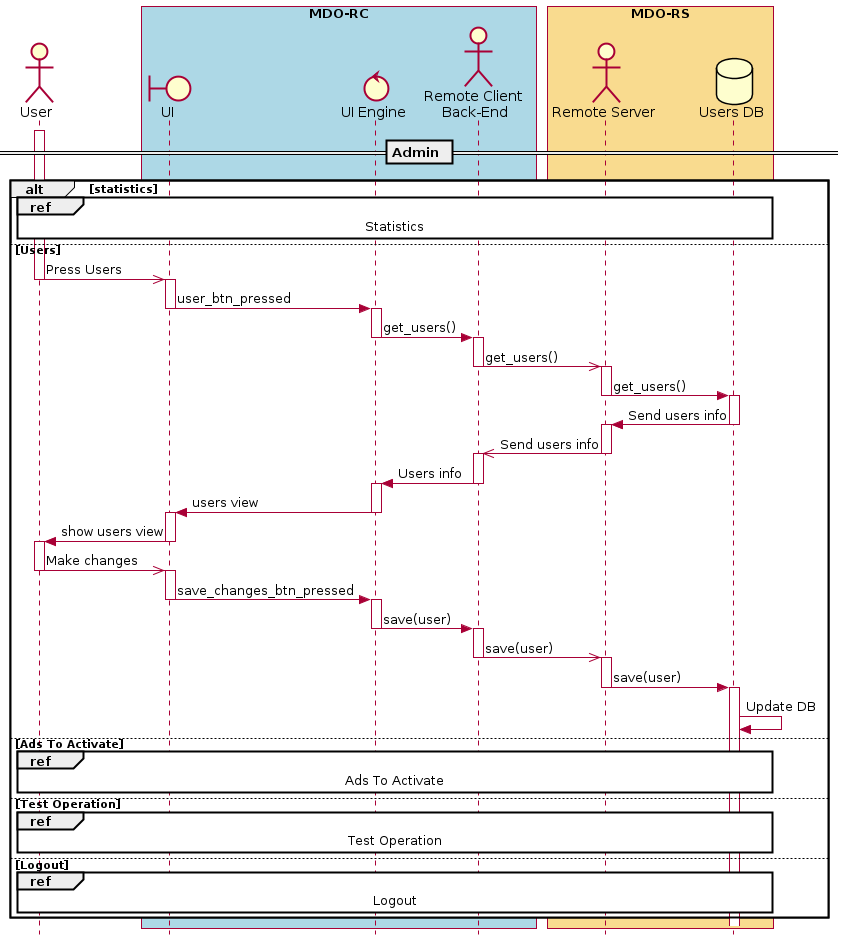 MDO-RC
MDO-RS
User
UI
UI Engine
Remote Client
Back-End
Remote Server
Users DB
Admin
alt
[statistics]
ref
Statistics
[Users]
Press Users
user_btn_pressed
get_users()
get_users()
get_users()
Send users info
Send users info
Users info
users view
show users view
Make changes
save_changes_btn_pressed
save(user)
save(user)
save(user)
Update DB
[Ads To Activate]
ref
Ads To Activate
[Test Operation]
ref
Test Operation
[Logout]
ref
Logout